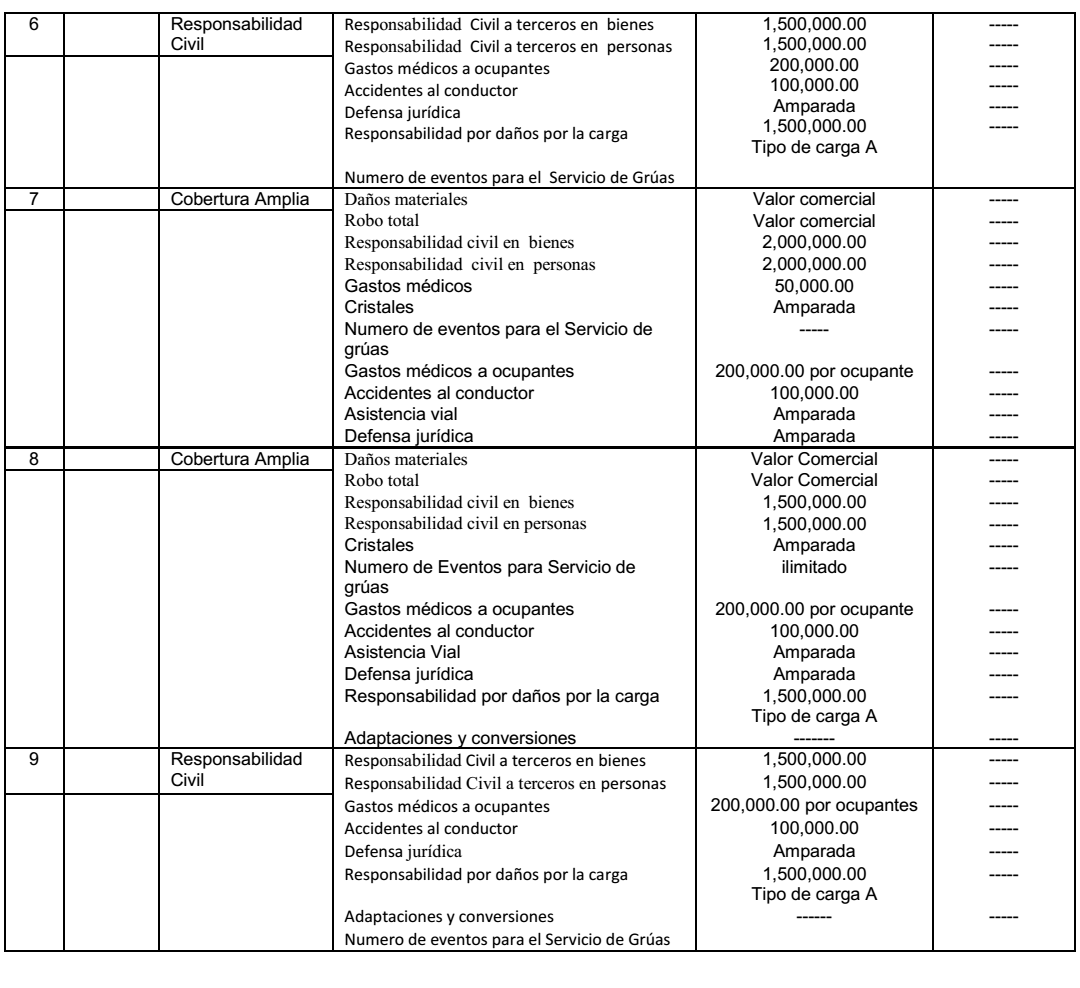 6 Responsabilidad Responsabilidad Civil a terceros en bienes 1,500,000.00 -----
Civil Responsabilidad Civil a terceros en personas 1,500,000.00 -----
Gastos médicos a ocupantes 200,000.00 -----
Accidentes al conductor 100,000.00 -----
Defensa jurídica Amparada -----
Responsabilidad por daños por la carga 1,500,000.00 -----
Tipo de carga A
Numero de eventos para el Servicio de Grúas
7 Cobertura Amplia Daños materiales Valor comercial -----
Robo total Valor comercial -----
Responsabilidad civil en bienes 2,000,000.00 -----
Responsabilidad civil en personas 2,000,000.00 -----
Gastos médicos 50,000.00 -----
Cristales Amparada -----
Numero de eventos para el Servicio de ----- -----
grúas
Gastos médicos a ocupantes 200,000.00 por ocupante -----
Accidentes al conductor 100,000.00 -----
Asistencia vial Amparada -----
Defensa jurídica Amparada -----
8 Cobertura Amplia Daños materiales Valor Comercial -----
Robo total Valor Comercial -----
Responsabilidad civil en bienes 1,500,000.00 -----
Responsabilidad civil en personas 1,500,000.00 -----
Cristales Amparada -----
Numero de Eventos para Servicio de ilimitado -----
grúas
Gastos médicos a ocupantes 200,000.00 por ocupante -----
Accidentes al conductor 100,000.00 -----
Asistencia Vial Amparada -----
Defensa jurídica Amparada -----
Responsabilidad por daños por la carga 1,500,000.00 -----
Tipo de carga A
Adaptaciones y conversiones ------- -----
9 Responsabilidad Responsabilidad Civil a terceros en bienes 1,500,000.00 -----
Civil Responsabilidad Civil a terceros en personas 1,500,000.00 -----
Gastos médicos a ocupantes 200,000.00 por ocupantes -----
Accidentes al conductor 100,000.00 -----
Defensa jurídica Amparada -----
Responsabilidad por daños por la carga 1,500,000.00 -----
Tipo de carga A
Adaptaciones y conversiones ------ -----
Numero de eventos para el Servicio de Grúas